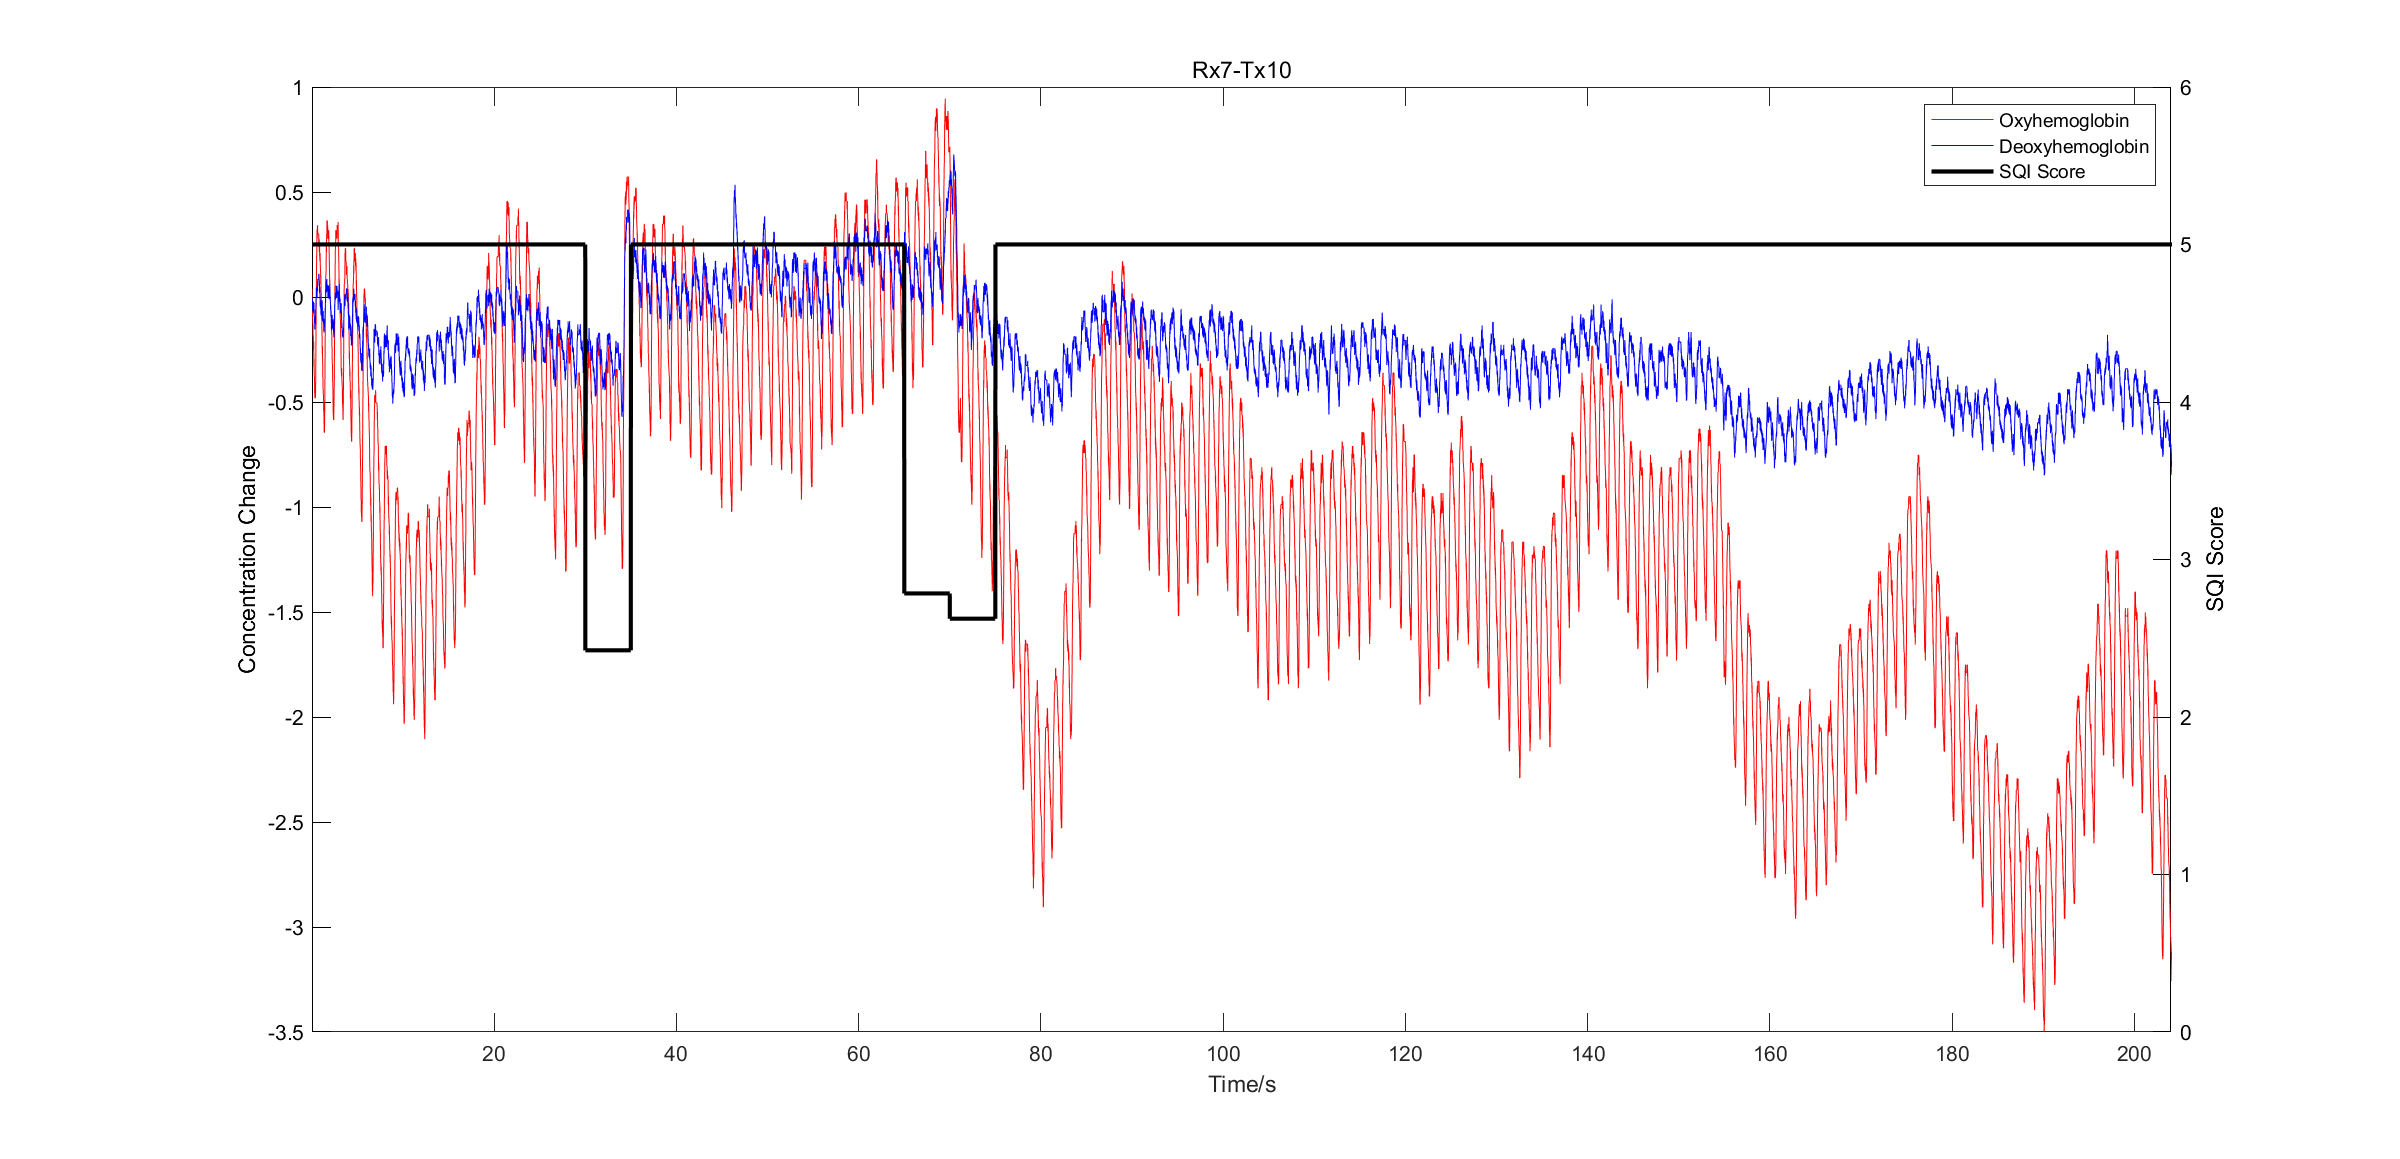 Rx7-Tx10
1
0.5
0
-0.5
-1
-1.5
-2
-2.5
-3
-3.5
Concentration Change
6
5
4
3
2
1
0
SQI Score
Oxyhemoglobin
Deoxyhemoglobin
SQI Score
20 40 60 80 100 120 140 160 180 200
Time/s